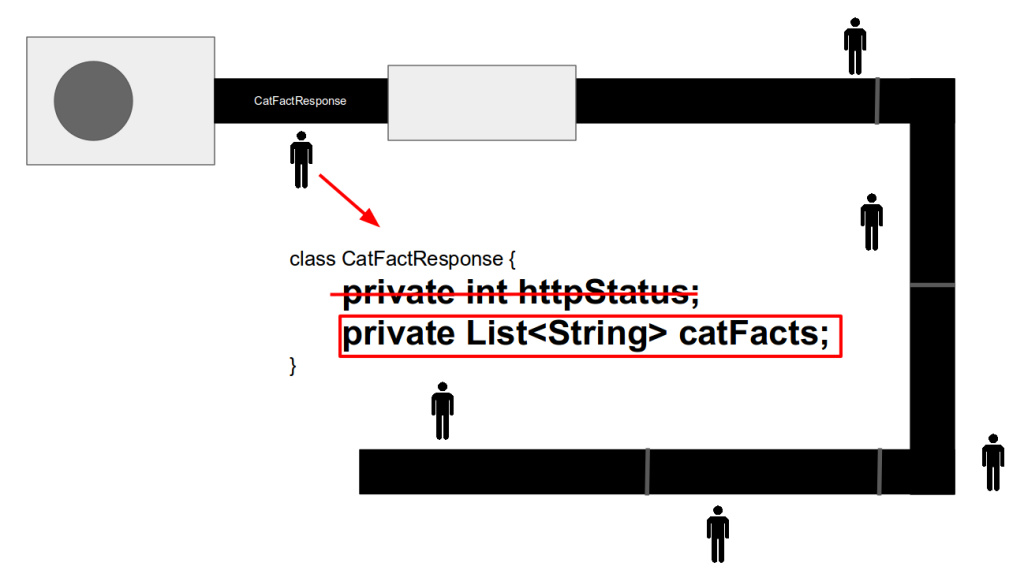 CatFactResponse
class CatFactResponse {
private int httpStatus;
private List<String> catFacts;
}